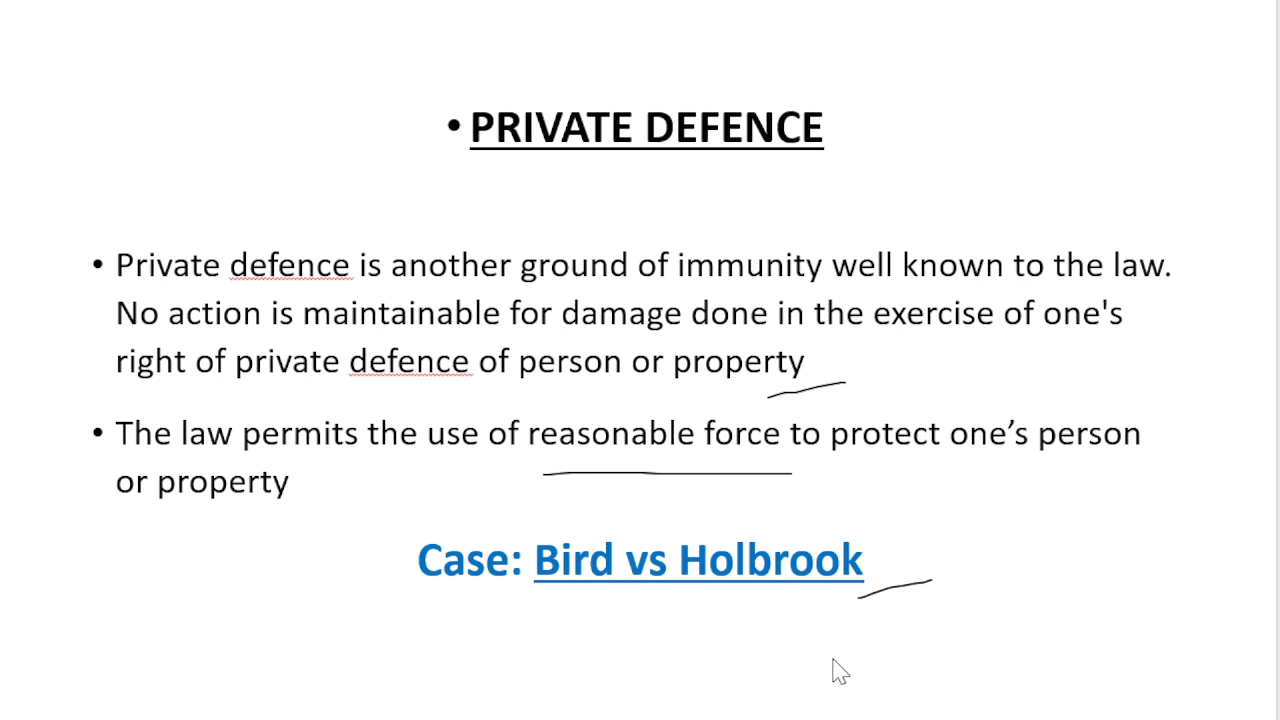 • PRIVATE DEFENCE
• Private defence is another ground of immunity well known to the law.
No action is maintainable for damage done in the exercise of one's
right of private defence of person or property
• The law permits the use of reasonable force to protect one’s person
or property
Case: Bird vs Holbrook